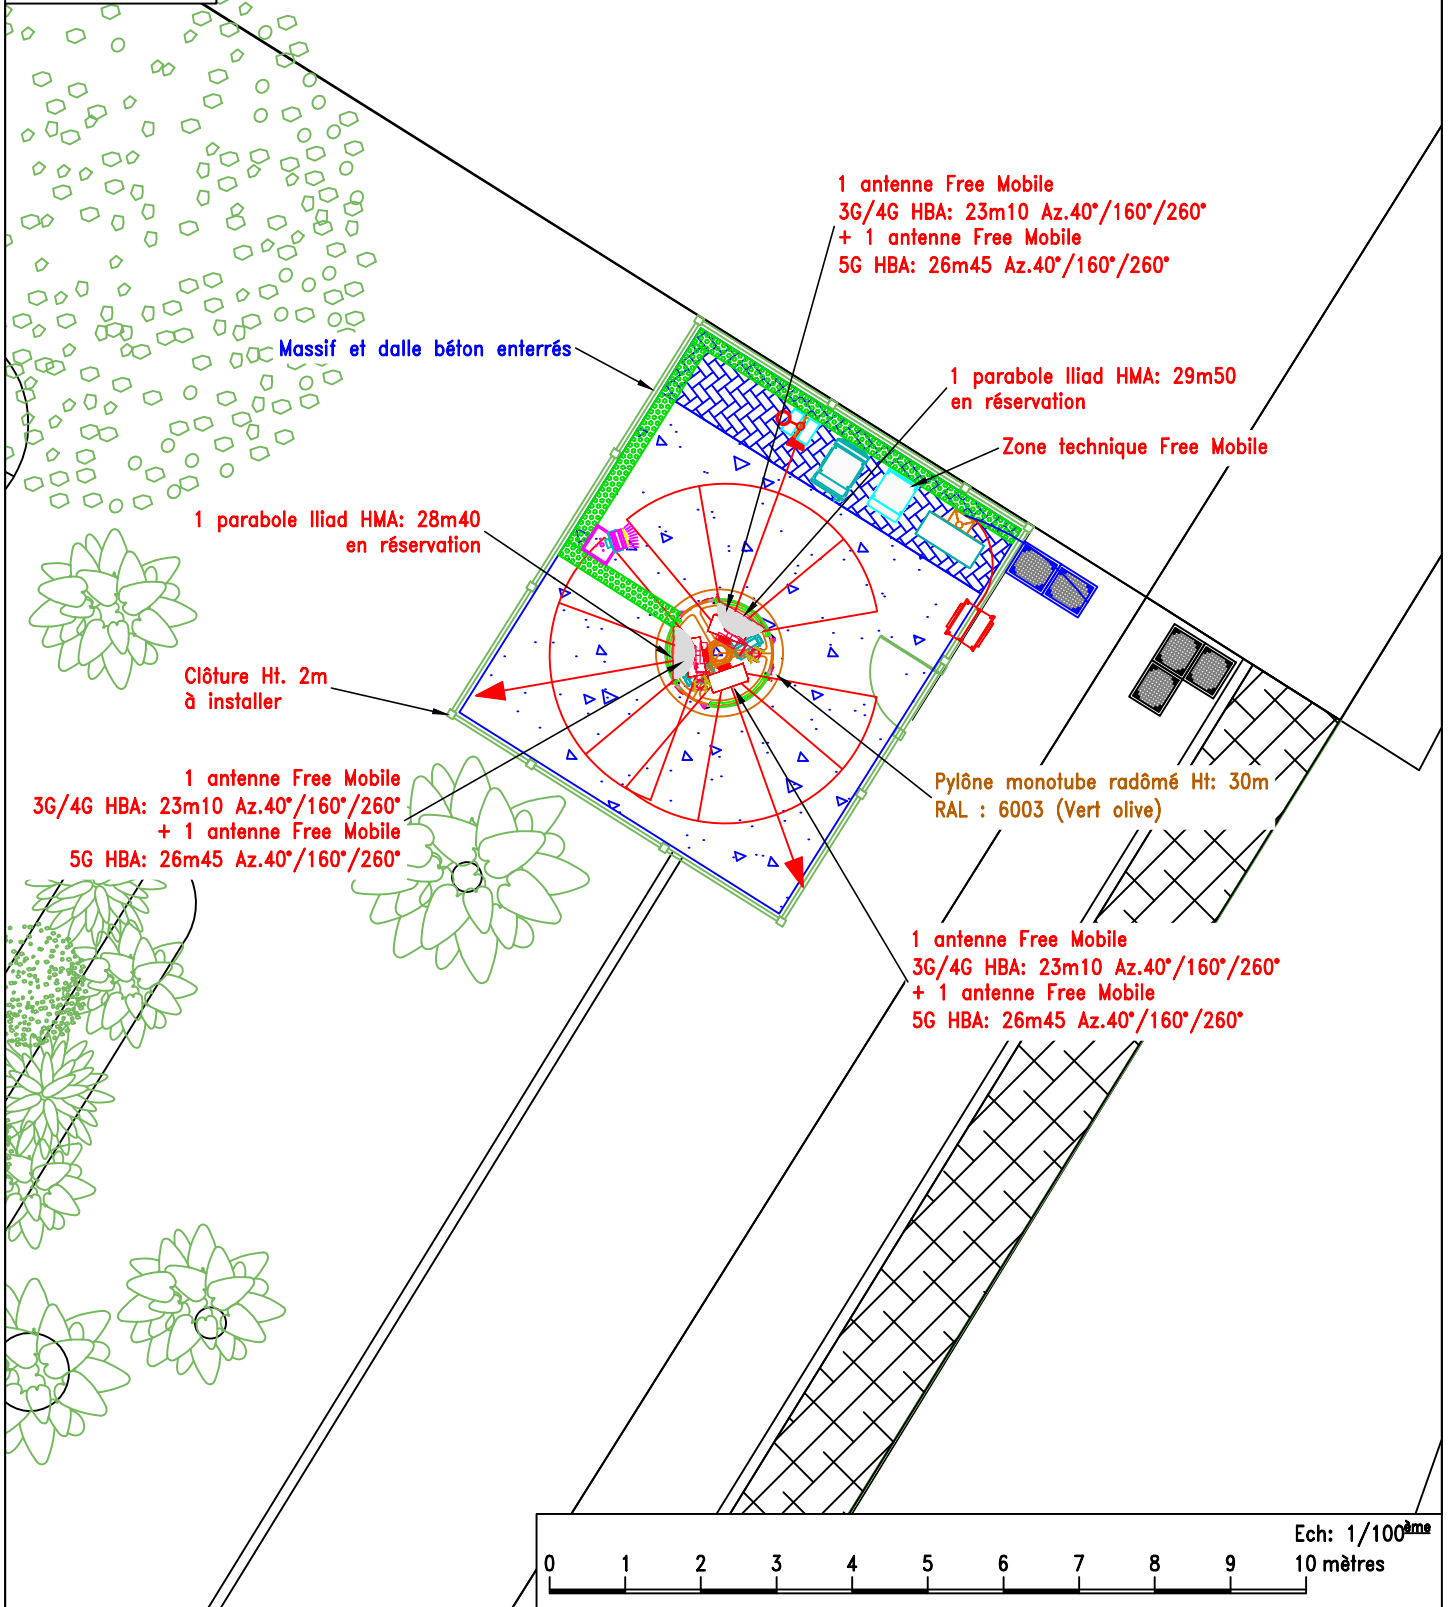 1 antenne Free Mobile
3G/4G HBA: 23m10 Az.40°/160°/260°
+ 1 antenne Free Mobile
5G HBA: 26m45 Az.40°/160°/260°
Massif et dalle béton enterrés
1 parabole Iliad HMA: 29m50
en réservation
Zone technique Free Mobile
1 parabole Iliad HMA: 28m40
en réservation
Clôture Ht. 2m
à installer
1 antenne Free Mobile
3G/4G HBA: 23m10 Az.40°/160°/260°
+ 1 antenne Free Mobile
5G HBA: 26m45 Az.40°/160°/260°
Pylône monotube radômé Ht: 30m
RAL : 6003 (Vert olive)
1 antenne Free Mobile
3G/4G HBA: 23m10 Az.40°/160°/260°
+ 1 antenne Free Mobile
5G HBA: 26m45 Az.40°/160°/260°
Ech: 1/100ème
0 1 2 3 4 5 6 7 8 9 10 mètres